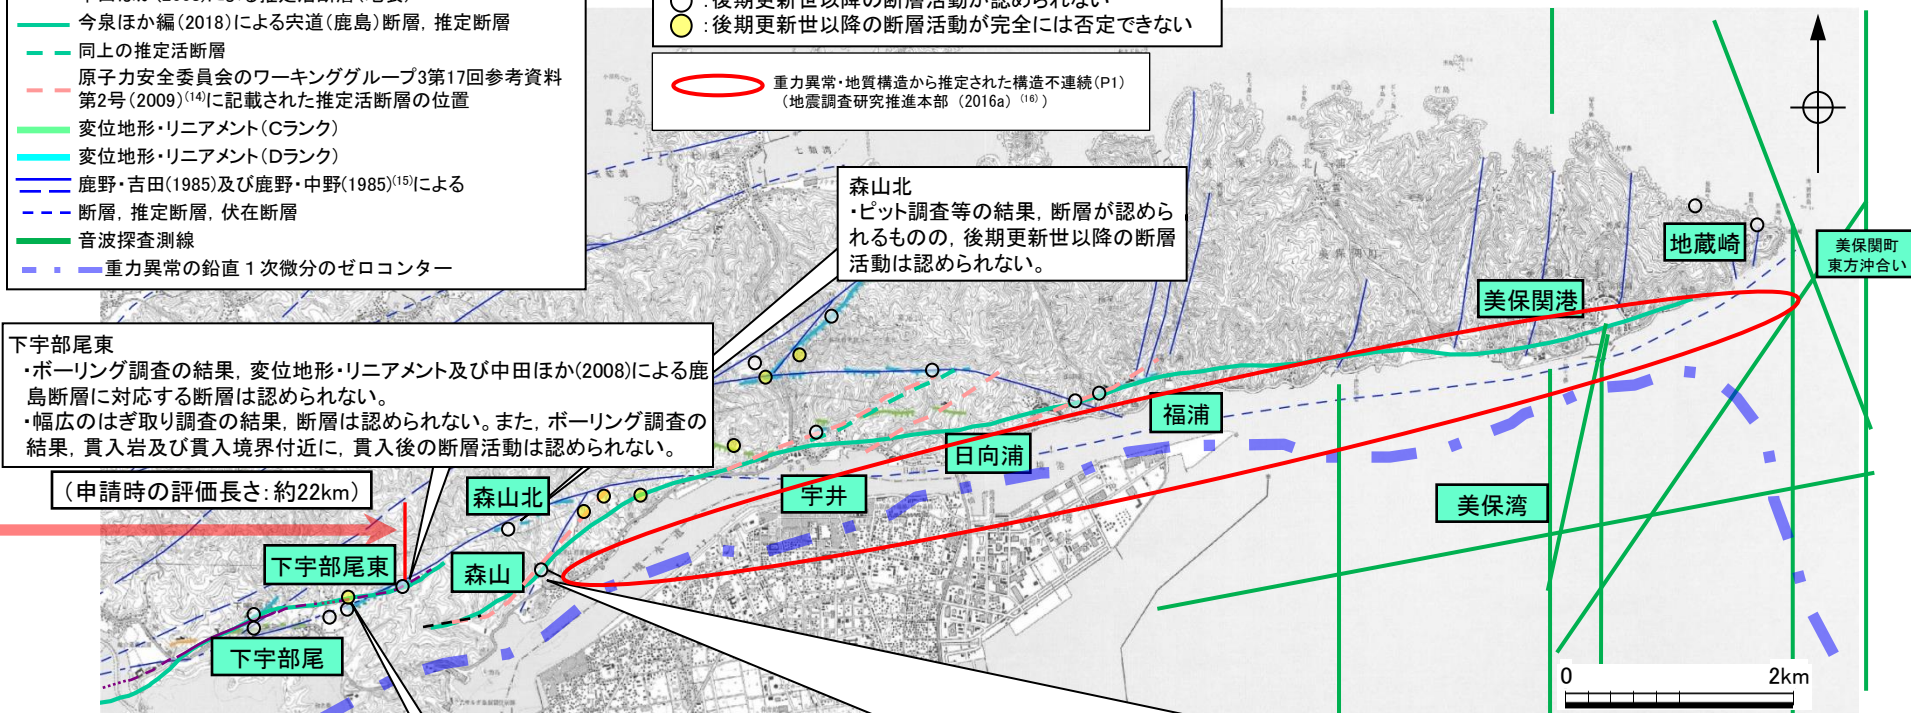 今泉ほか編(2018)による宍道(鹿島)断層, 推定断層
同上の推定活断層
原子力安全委員会のワーキンググループ3第17回参考資料
第2号(2009)(14)に記載された推定活断層の位置
変位地形・リニアメント(Cランク)
変位地形・リニアメント(Dランク)
鹿野・吉田(1985)及び鹿野・中野(1985)(15)による
断層, 推定断層, 伏在断層
音波探査測線
重力異常の鉛直1次微分のゼロコンター
:後期更新世以降の断層活動が認められない
:後期更新世以降の断層活動が完全には否定できない
重力異常・地質構造から推定された構造不連続(P1)
(地震調査研究推進本部 (2016a) (16))
森山北
・ピット調査等の結果, 断層が認めら
れるものの, 後期更新世以降の断層
活動は認められない。
地蔵崎
美保関町
東方沖合い
美保関港
下宇部尾東
・ボーリング調査の結果, 変位地形・リニアメント及び中田ほか(2008)による鹿
島断層に対応する断層は認められない。
・幅広のはぎ取り調査の結果, 断層は認められない。また, ボーリング調査の
結果, 貫入岩及び貫入境界付近に, 貫入後の断層活動は認められない。
福浦
日向浦
(申請時の評価長さ:約22km)
森山北
宇井
美保湾
下宇部尾東
森山
下宇部尾
0 2km